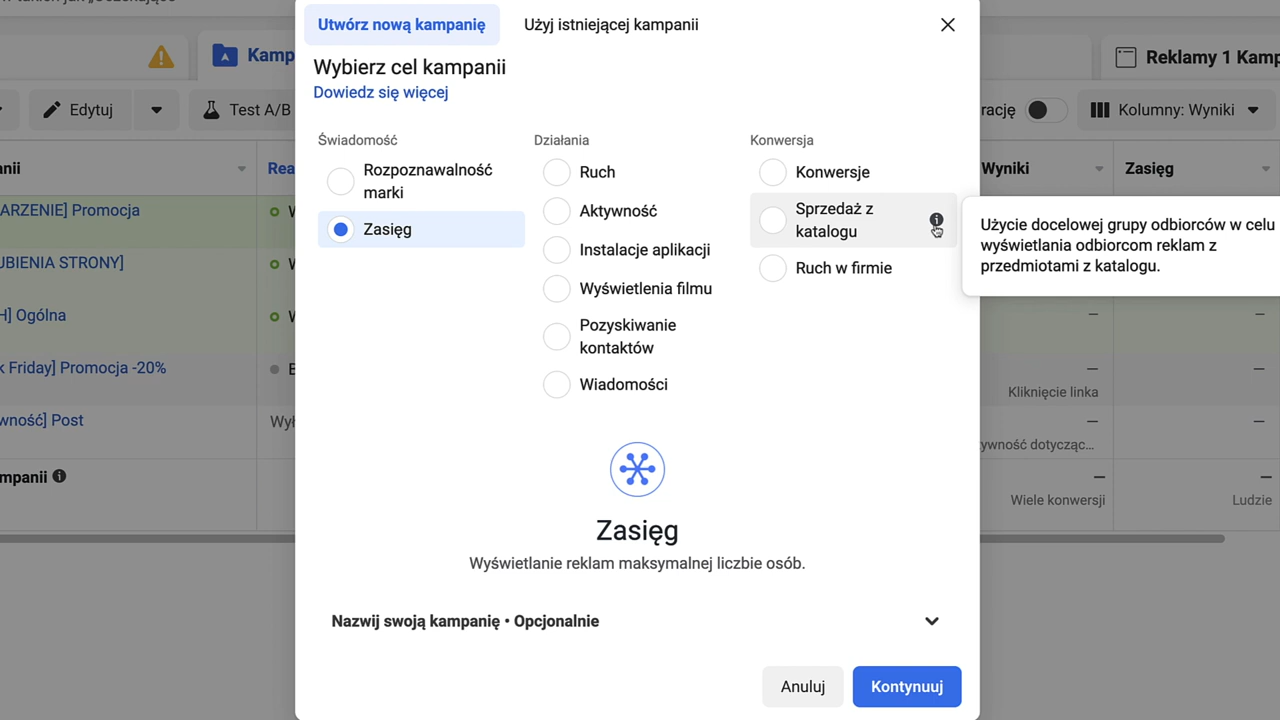 Utwórz nową kampanię
Użyj istniejącej kampanii
Wybierz cel kampanii
Dowiedz się więcej
Świadomość
Rozpoznawalność
marki
Zasięg
Działania
Ruch
Aktywność
Instalacje aplikacji
Wyświetlenia filmu
Pozyskiwanie
kontaktów
Wiadomości
Konwersja
Konwersje
Sprzedaż z
katalogu
Ruch w firmie
Użycie docelowej grupy odbiorców w celu
wyświetlania odbiorcom reklam z
przedmiotami z katalogu.
Zasięg
Wyświetlanie reklam maksymalnej liczbie osób.
Nazwij swoją kampanię • Opcjonalnie
Anuluj
Kontynuuj
Kamp
Reklamy 1 Kamp
Edytuj
Test A/B
rację
Kolumny: Wyniki
nii
Rea
Wyniki
Zasięg
ARZENIE] Promocja
UBIENIA STRONY]
H] Ogólna
k Friday] Promocja -20%
–
–
–
–
Kliknięcie linka
wność] Post
Wył
–
–
ywność dotycząc...
mpanii
–
–
Wiele konwersji
Ludzie